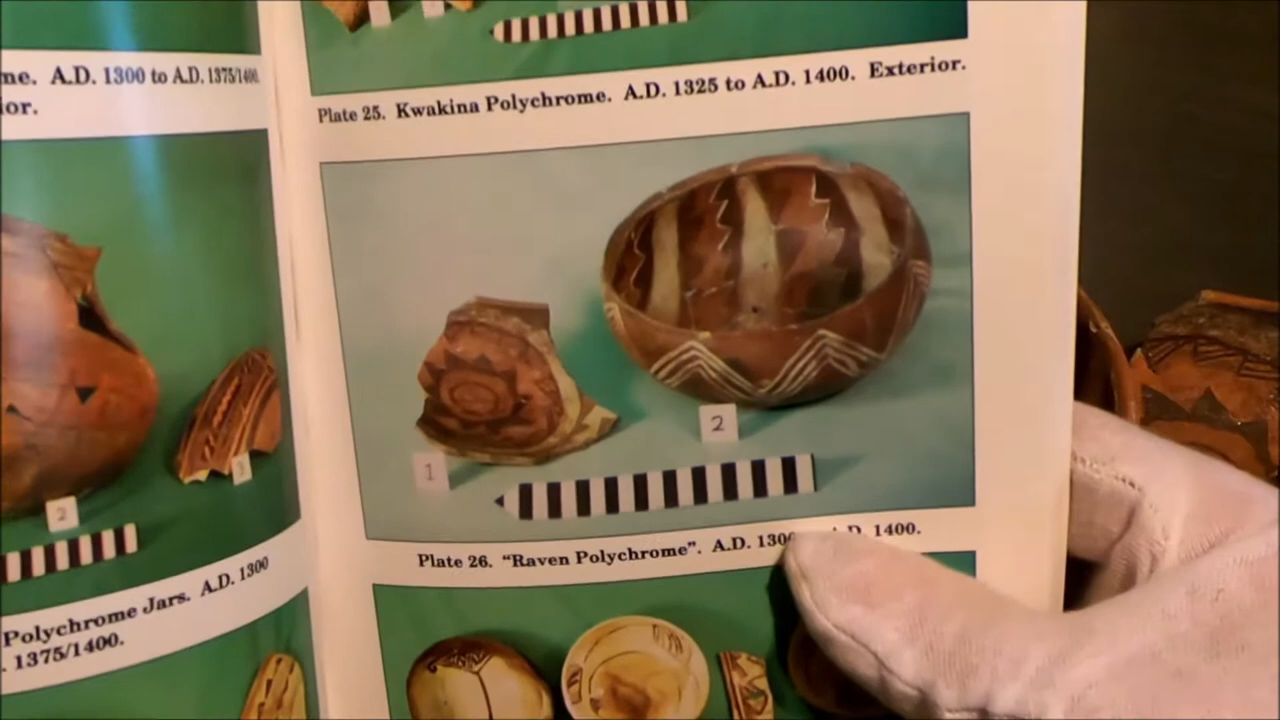 me. A.D. 1300 to A.D. 1375/1400.
ior.
2
3
Polychrome Jars. A.D. 1300
. 1375/1400.
Plate 25. Kwakina Polychrome. A.D. 1325 to A.D. 1400. Exterior.
1
2
Plate 26. “Raven Polychrome”. A.D. 1300 A.D. 1400.